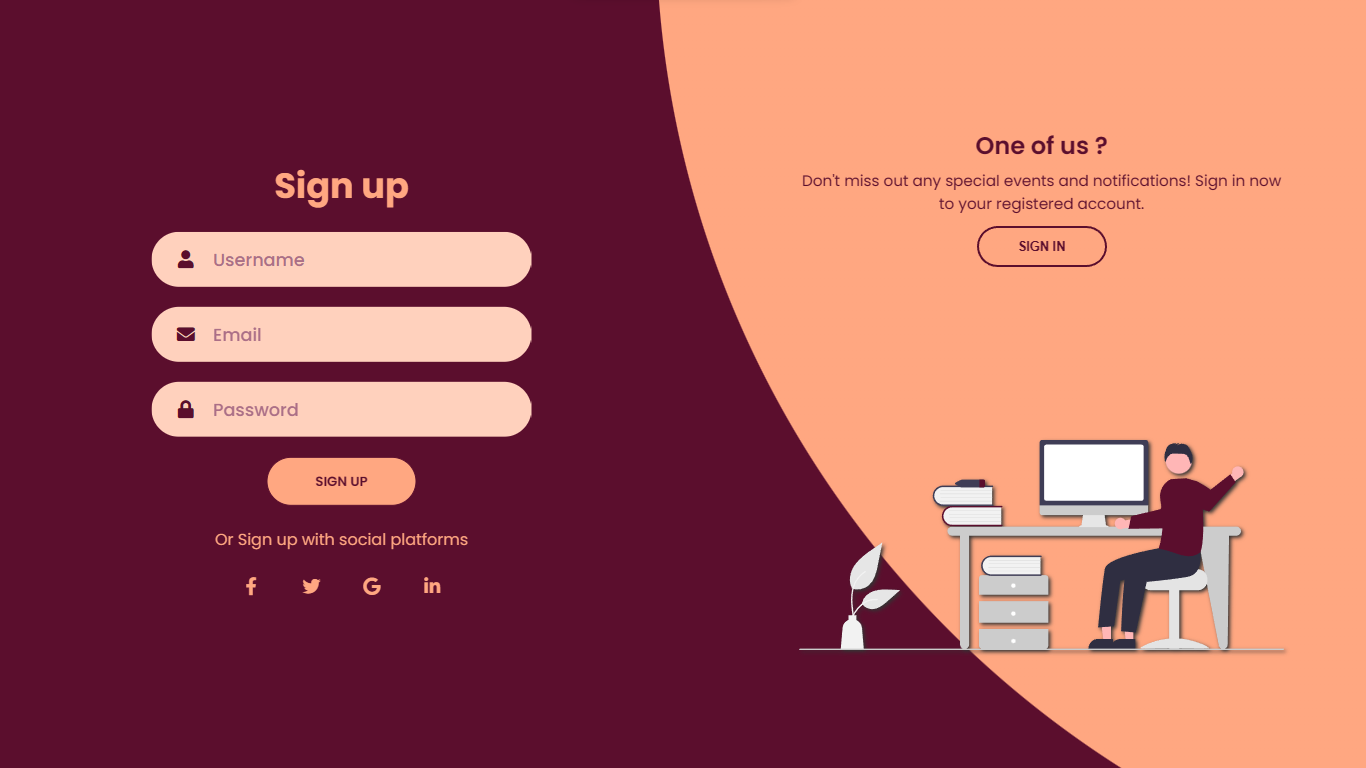 Sign up
Username
Email
Password
SIGN UP
Or Sign up with social platforms
One of us ?
Don't miss out any special events and notifications! Sign in now
to your registered account.
SIGN IN